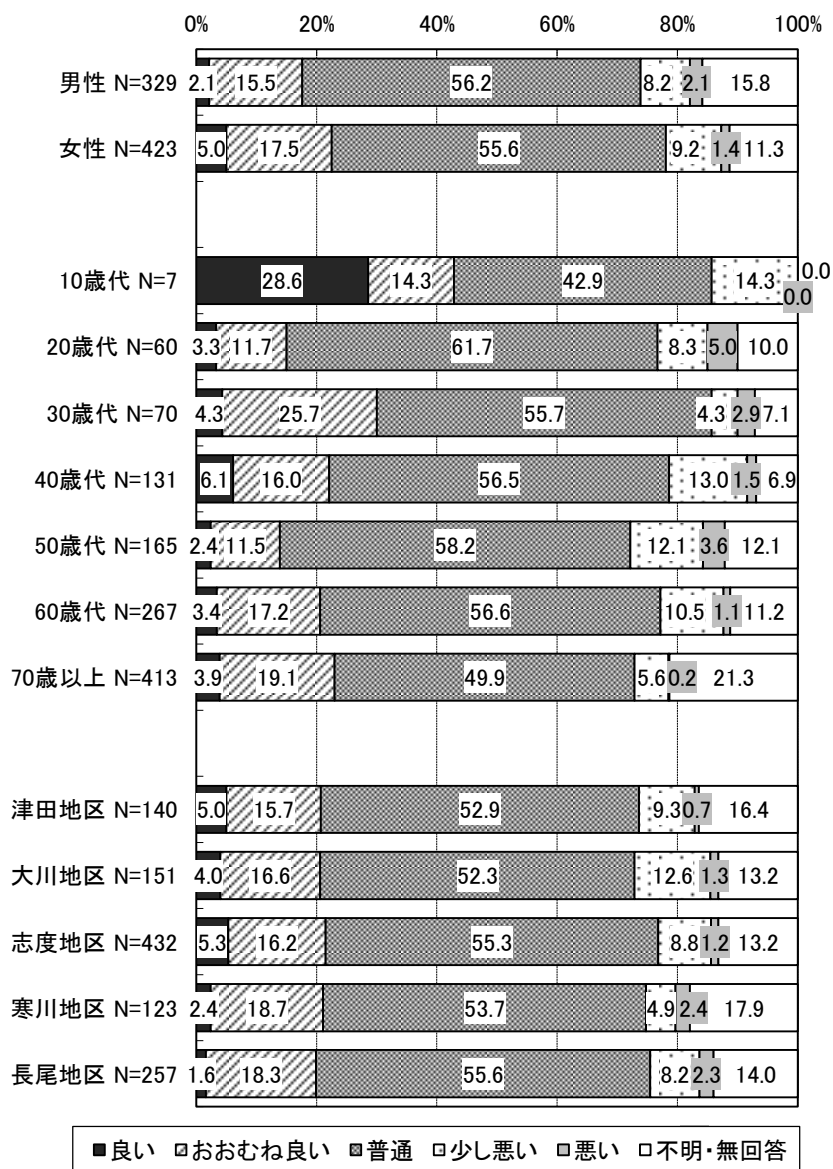 0% 20% 40% 60% 80% 100%
男性 N=329 2.1 15.5 56.2 8.2 2.1 15.8
女性 N=423 5.0 17.5 55.6 9.2 1.4 11.3
10歳代 N=7 28.6 14.3 42.9 14.3 0.0 0.0
20歳代 N=60 3.3 11.7 61.7 8.3 5.0 10.0
30歳代 N=70 4.3 25.7 55.7 4.3 2.9 7.1
40歳代 N=131 6.1 16.0 56.5 13.0 1.5 6.9
50歳代 N=165 2.4 11.5 58.2 12.1 3.6 12.1
60歳代 N=267 3.4 17.2 56.6 10.5 1.1 11.2
70歳以上 N=413 3.9 19.1 49.9 5.6 0.2 21.3
津田地区 N=140 5.0 15.7 52.9 9.3 0.7 16.4
大川地区 N=151 4.0 16.6 52.3 12.6 1.3 13.2
志度地区 N=432 5.3 16.2 55.3 8.8 1.2 13.2
寒川地区 N=123 2.4 18.7 53.7 4.9 2.4 17.9
長尾地区 N=257 1.6 18.3 55.6 8.2 2.3 14.0
良い おおむね良い 普通 少し悪い 悪い 不明・無回答